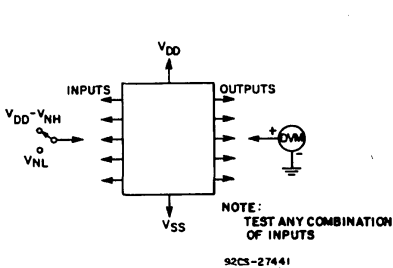 VDD
INPUTS
OUTPUTS
VDD-VNH
VNL
+
DVM
-
VSS
NOTE:
TEST ANY COMBINATION
OF INPUTS
92CS-27441